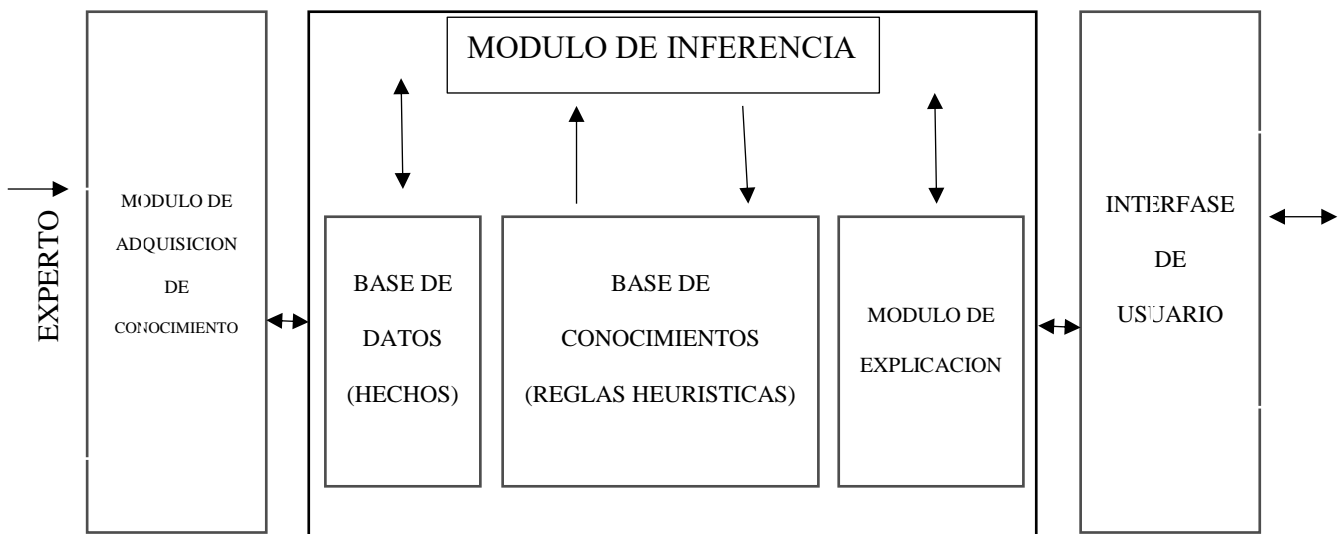 MODULO DE INFERENCIA
EXPERTO
MODULO DE
ADQUISICION
DE
CONOCIMIENTO
BASE DE
DATOS
(HECHOS)
BASE DE
CONOCIMIENTOS
(REGLAS HEURISTICAS)
MODULO DE
EXPLICACION
INTERFASE
DE
USUARIO